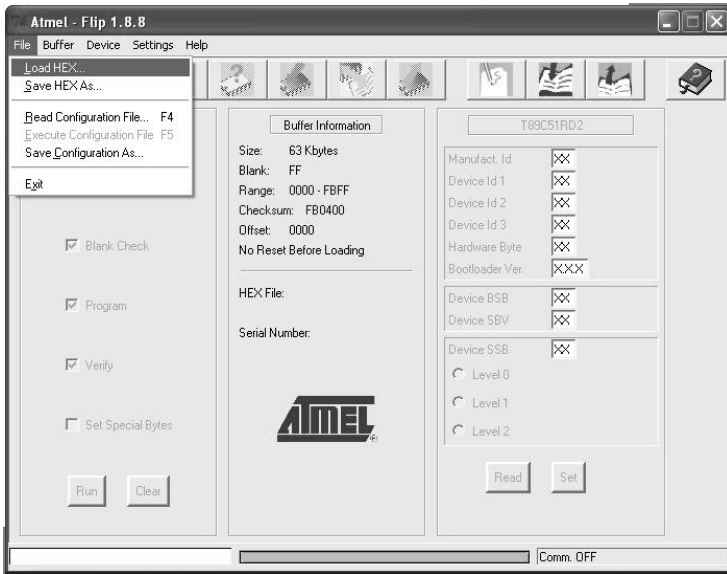 Atmel - Flip 1.8.8
File Buffer Device Settings Help
Load HEX...
Save HEX As...
Read Configuration File... F4
Execute Configuration File F5
Save Configuration As...
Exit
Blank Check
Program
Verify
Set Special Bytes
Run Clear
Buffer Information
Size: 63 Kbytes
Blank: FF
Range: 0000 - FBFF
Checksum: FB0400
Offset: 0000
No Reset Before Loading
HEX File:
Serial Number:
ATMEL
®
T89C51RD2
Manufact. Id XX
Device Id 1 XX
Device Id 2 XX
Device Id 3 XX
Hardware Byte XX
Bootloader Ver. XXX
Device BSB XX
Device SBV XX
Device SSB XX
Level 0
Level 1
Level 2
Read Set
Comm. OFF